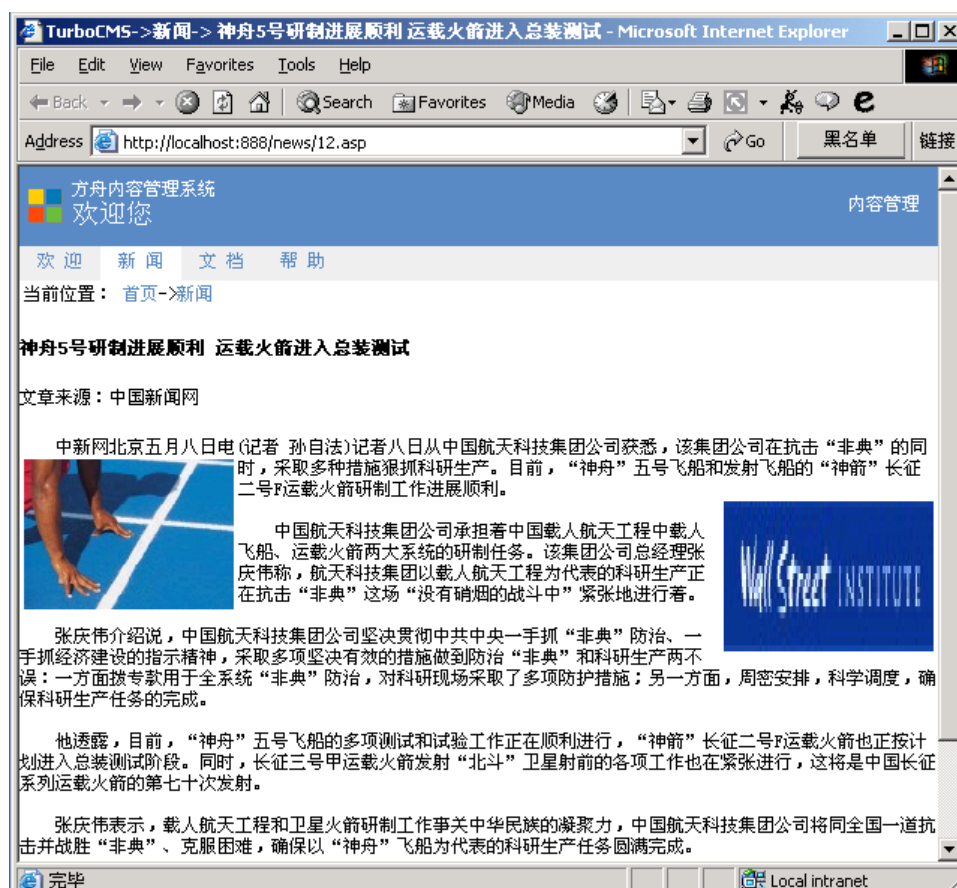 TurboCMS->新闻-> 神舟5号研制进展顺利 运载火箭进入总装测试 - Microsoft Internet Explorer
File Edit View Favorites Tools Help
Back Search Favorites Media
Address http://localhost:888/news/12.asp Go 黑名单 链接
方舟内容管理系统
欢迎您
内容管理
欢 迎 新 闻 文 档 帮 助
当前位置： 首页->新闻
神舟5号研制进展顺利 运载火箭进入总装测试
文章来源：中国新闻网
中新网北京五月八日电(记者 孙自法)记者八日从中国航天科技集团公司获悉，该集团公司在抗击“非典”的同
时，采取多种措施狠抓科研生产。目前，“神舟”五号飞船和发射飞船的“神箭”长征
二号F运载火箭研制工作进展顺利。
中国航天科技集团公司承担着中国载人航天工程中载人
飞船、运载火箭两大系统的研制任务。该集团公司总经理张
庆伟称，航天科技集团以载人航天工程为代表的科研生产正
在抗击“非典”这场“没有硝烟的战斗中”紧张地进行着。
Wall Street INSTITUTE
张庆伟介绍说，中国航天科技集团公司坚决贯彻中共中央一手抓“非典”防治、一
手抓经济建设的指示精神，采取多项坚决有效的措施做到防治“非典”和科研生产两不
误：一方面拨专款用于全系统“非典”防治，对科研现场采取了多项防护措施；另一方面，周密安排，科学调度，确
保科研生产任务的完成。
他透露，目前，“神舟”五号飞船的多项测试和试验工作正在顺利进行，“神箭”长征二号F运载火箭也正按计
划进入总装测试阶段。同时，长征三号甲运载火箭发射“北斗”卫星射前的各项工作也在紧张进行，这将是中国长征
系列运载火箭的第七十次发射。
张庆伟表示，载人航天工程和卫星火箭研制工作事关中华民族的凝聚力，中国航天科技集团公司将同全国一道抗
击并战胜“非典”、克服困难，确保以“神舟”飞船为代表的科研生产任务圆满完成。
完毕 Local intranet